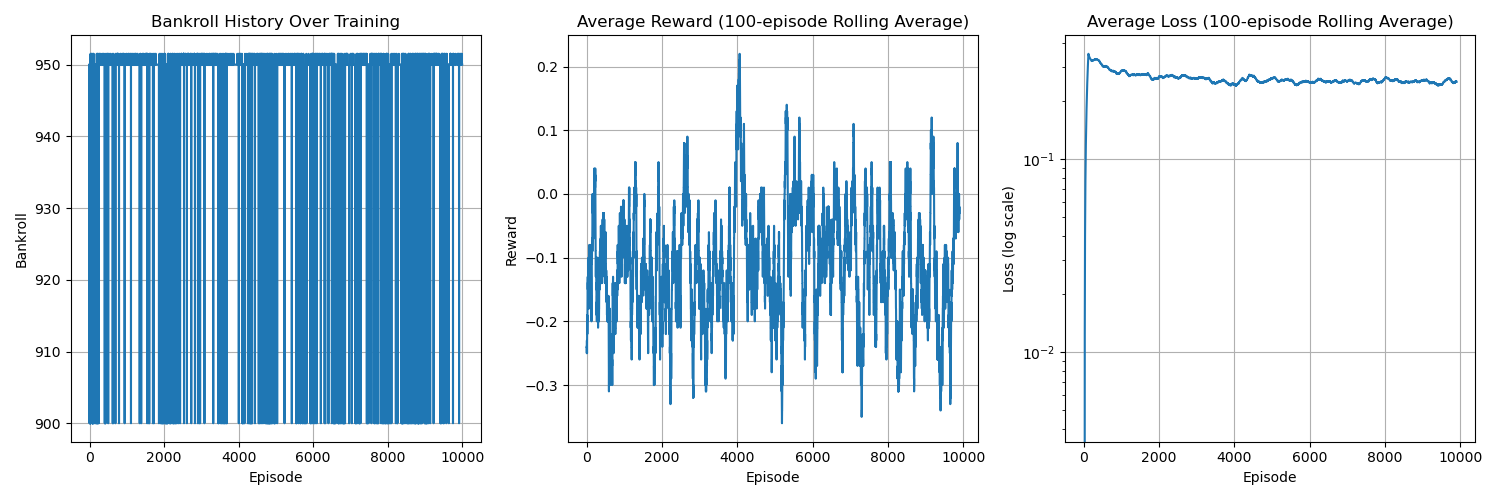 Bankroll History Over Training
Bankroll
950
940
930
920
910
900
0 2000 4000 6000 8000 10000
Episode
Average Reward (100-episode Rolling Average)
Reward
0.2
0.1
0.0
−0.1
−0.2
−0.3
0 2000 4000 6000 8000 10000
Episode
Average Loss (100-episode Rolling Average)
Loss (log scale)
10⁻¹
10⁻²
0 2000 4000 6000 8000 10000
Episode